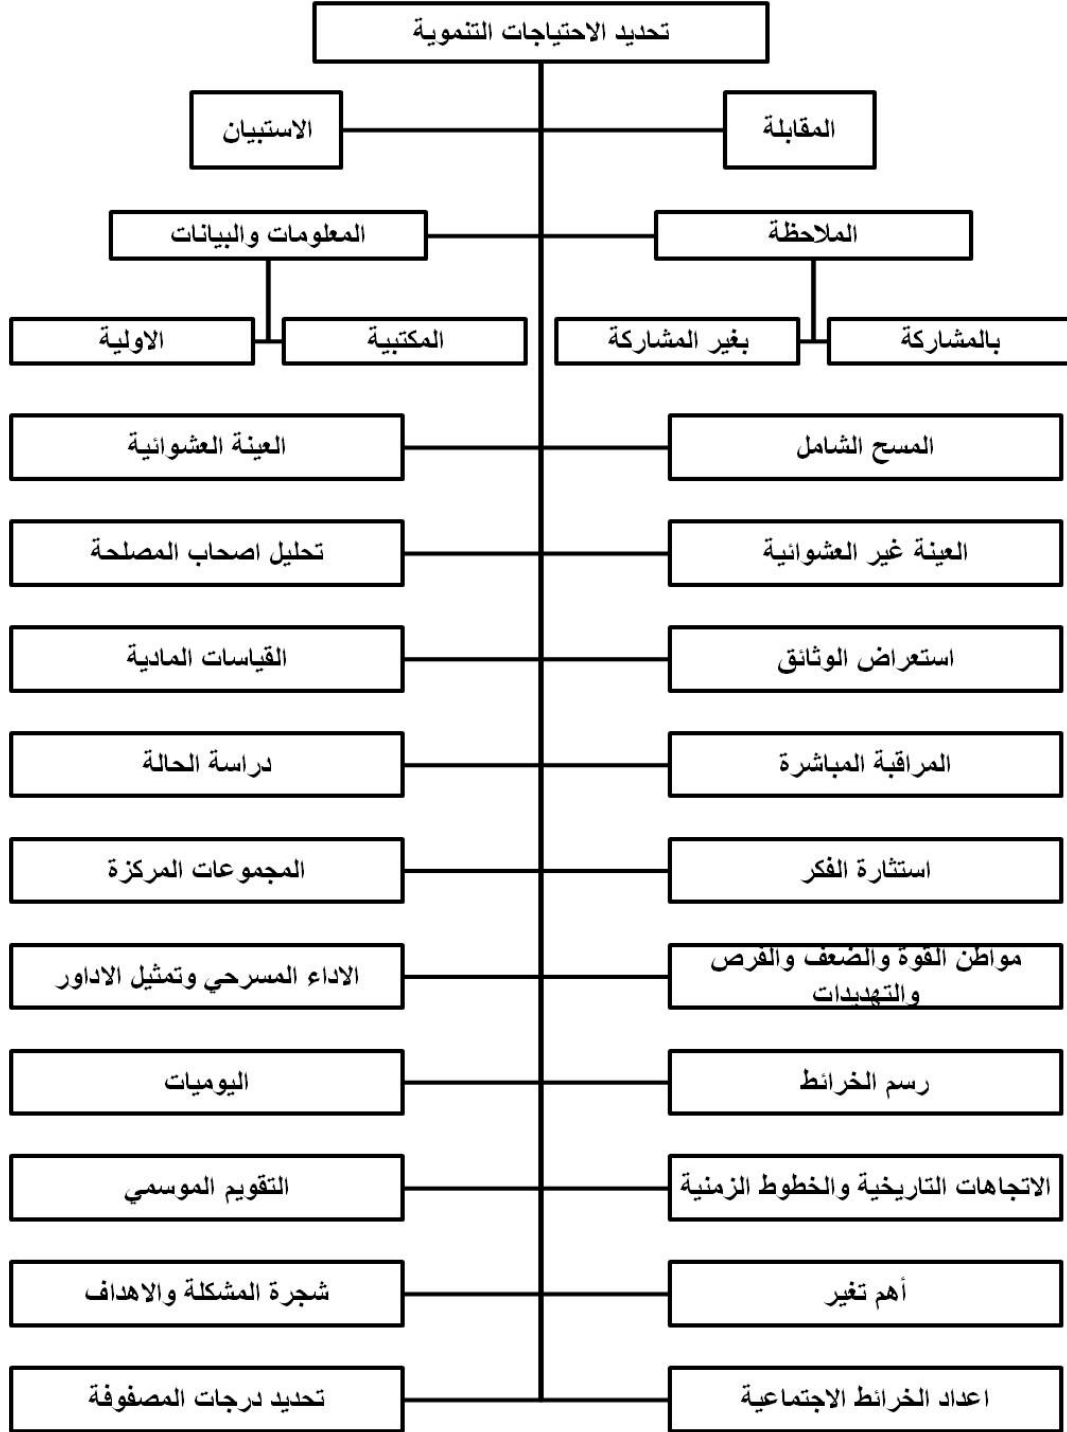 تحديد الاحتياجات التنموية
المقابلة
الاستبيان
الملاحظة
المعلومات والبيانات
بالمشاركة
بغير المشاركة
المكتبية
الاولية
المسح الشامل
العينة العشوائية
العينة غير العشوائية
تحليل اصحاب المصلحة
استعراض الوثائق
القياسات المادية
المراقبة المباشرة
دراسة الحالة
استثارة الفكر
المجموعات المركزة
مواطن القوة والضعف والفرص
والتهديدات
الاداء المسرحي وتمثيل الاداور
رسم الخرائط
اليوميات
الاتجاهات التاريخية والخطوط الزمنية
التقويم الموسمي
أهم تغير
شجرة المشكلة والاهداف
اعداد الخرائط الاجتماعية
تحديد درجات المصفوفة